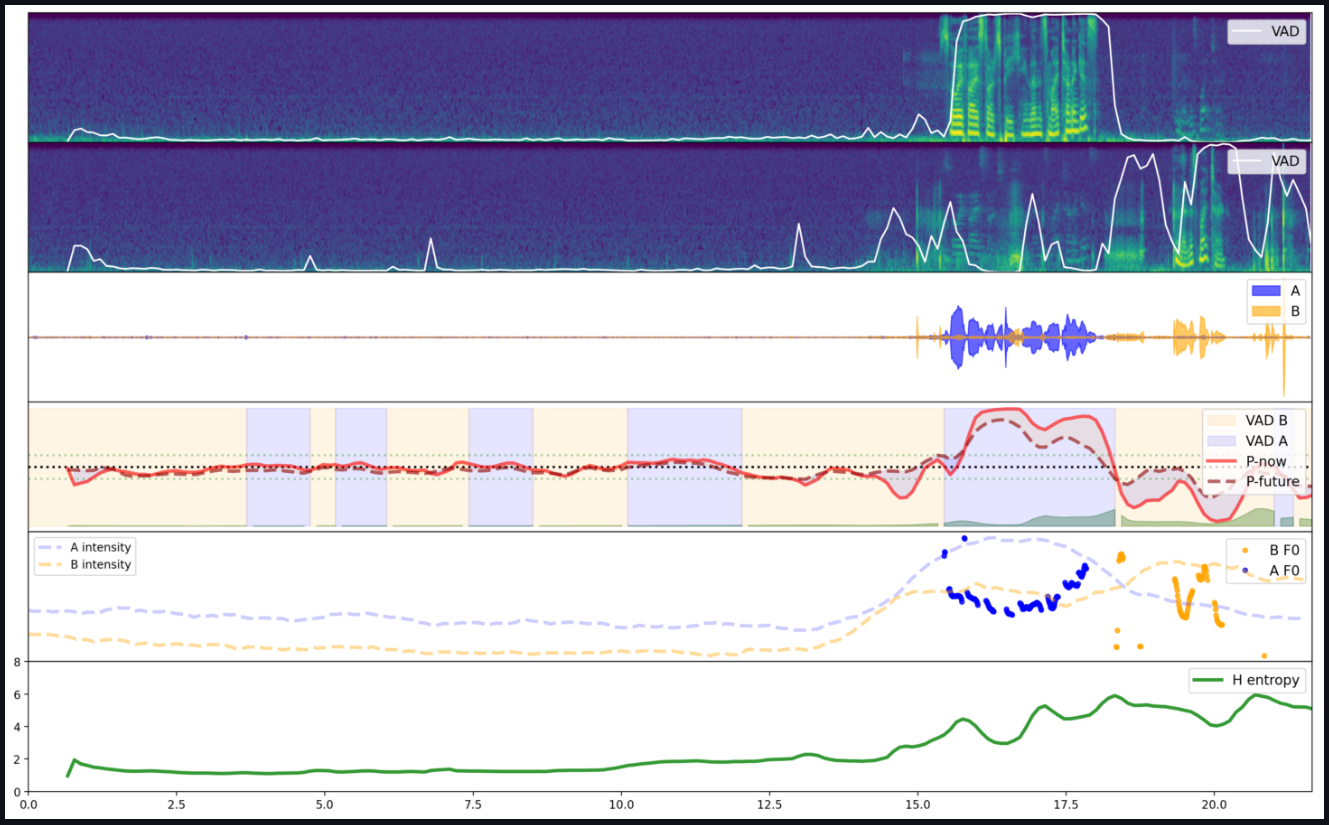 VAD
VAD
A
B
VAD B
VAD A
P-now
P-future
A intensity
B intensity
B F0
A F0
H entropy
8
6
4
2
0
0.0 2.5 5.0 7.5 10.0 12.5 15.0 17.5 20.0